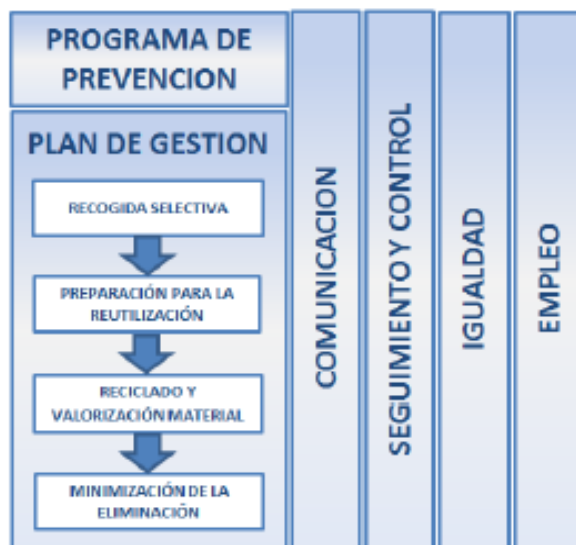 PROGRAMA DE
PREVENCION
PLAN DE GESTION
RECOGIDA SELECTIVA
PREPARACIÓN PARA LA
REUTILIZACIÓN
RECICLADO Y
VALORIZACIÓN MATERIAL
MINIMIZACIÓN DE LA
ELIMINACIÓN
COMUNICACION
SEGUIMIENTO Y CONTROL
IGUALDAD
EMPLEO